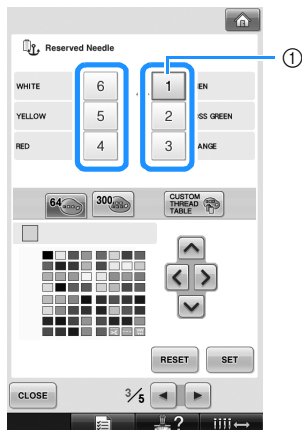 Reserved Needle
①
WHITE 6 1 EEN
YELLOW 5 2 SS GREEN
RED 4 3 ANGE
64 300 CUSTOM
THREAD
TABLE
RESET SET
CLOSE 3/5
?